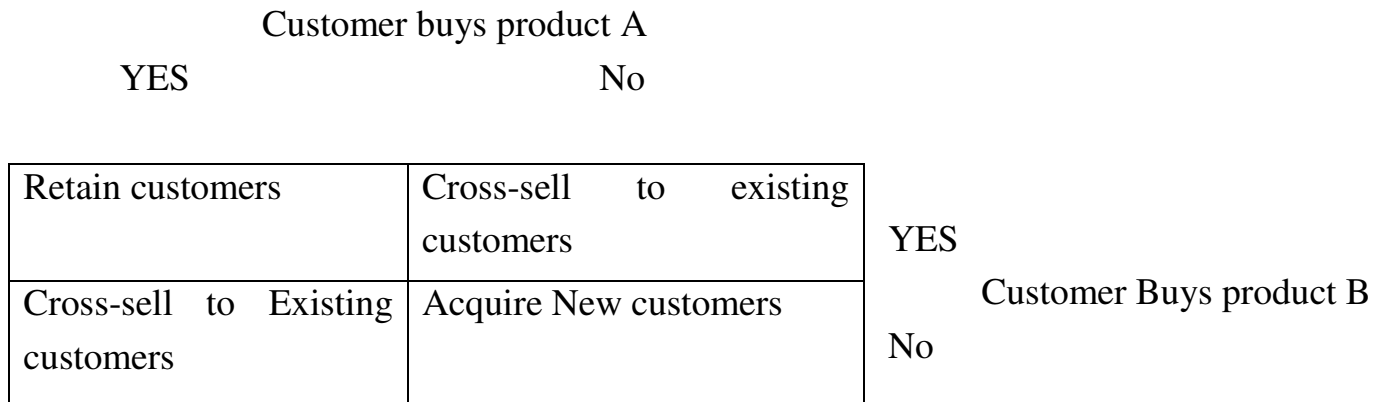 Customer buys product A
YES No
Retain customers
Cross-sell to existing
customers
YES
Customer Buys product B
Cross-sell to Existing
customers
Acquire New customers
No